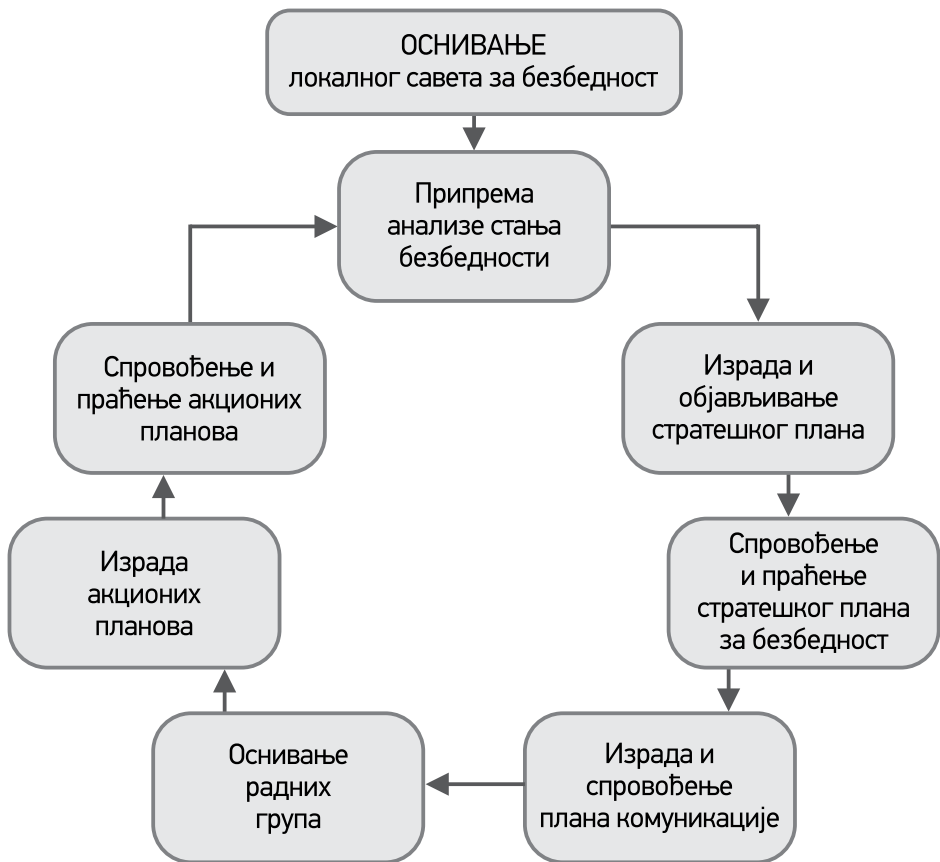 ОСНИВАЊЕ
локалног савета за безбедност
Припрема
анализе стања
безбедности
Израда и
објављивање
стратешког плана
Спровођење
и праћење
стратешког плана
за безбедност
Израда и
спровођење
плана комуникације
Оснивање
радних
група
Израда
акционих
планова
Спровођење и
праћење акционих
планова